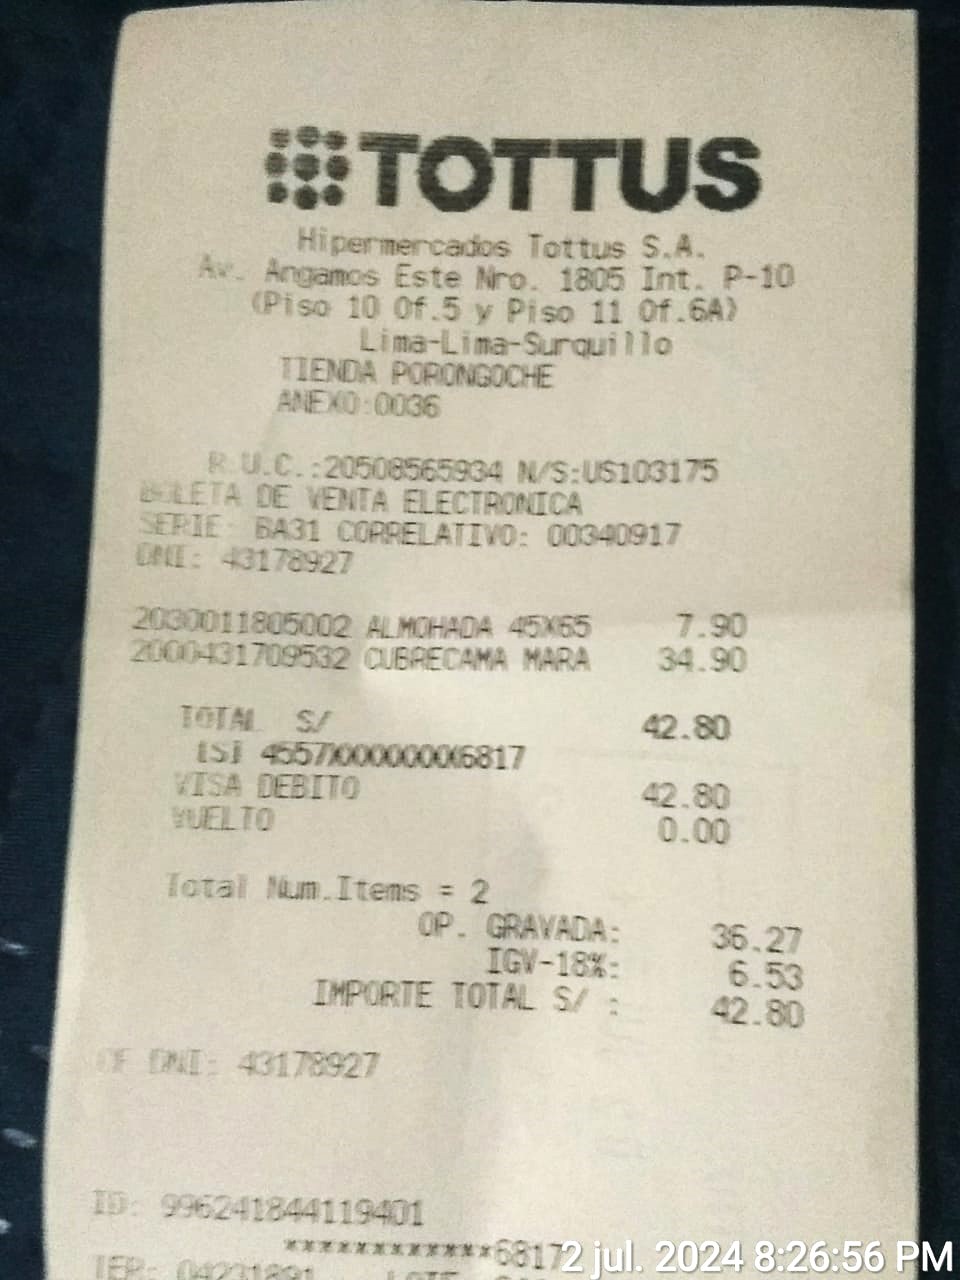 TOTTUS
Hipermercados Tottus S.A.
Av. Angamos Este Nro. 1805 Int. P-10
(Piso 10 Of.5 y Piso 11 Of.6A)
Lima-Lima-Surquillo
TIENDA PORONGOCHE
ANEXO:0036
R.U.C.:20508565934 N/S:US103175
BOLETA DE VENTA ELECTRONICA
SERIE: BA31 CORRELATIVO: 00340917
DNI: 43178927
2030011805002 ALMOHADA 45X65 7.90
2000431709532 CUBRECAMA MARA 34.90
TOTAL S/ 42.80
4557XXXXXXXX6817
VISA DEBITO 42.80
VUELTO 0.00
Total Num.Items = 2
OP. GRAVADA: 36.27
IGV-18%: 6.53
IMPORTE TOTAL S/ : 42.80
DNI: 43178927
ID: 996241844119401
************6817
TER: 04231891 LOTE:
2 jul. 2024 8:26:56 PM